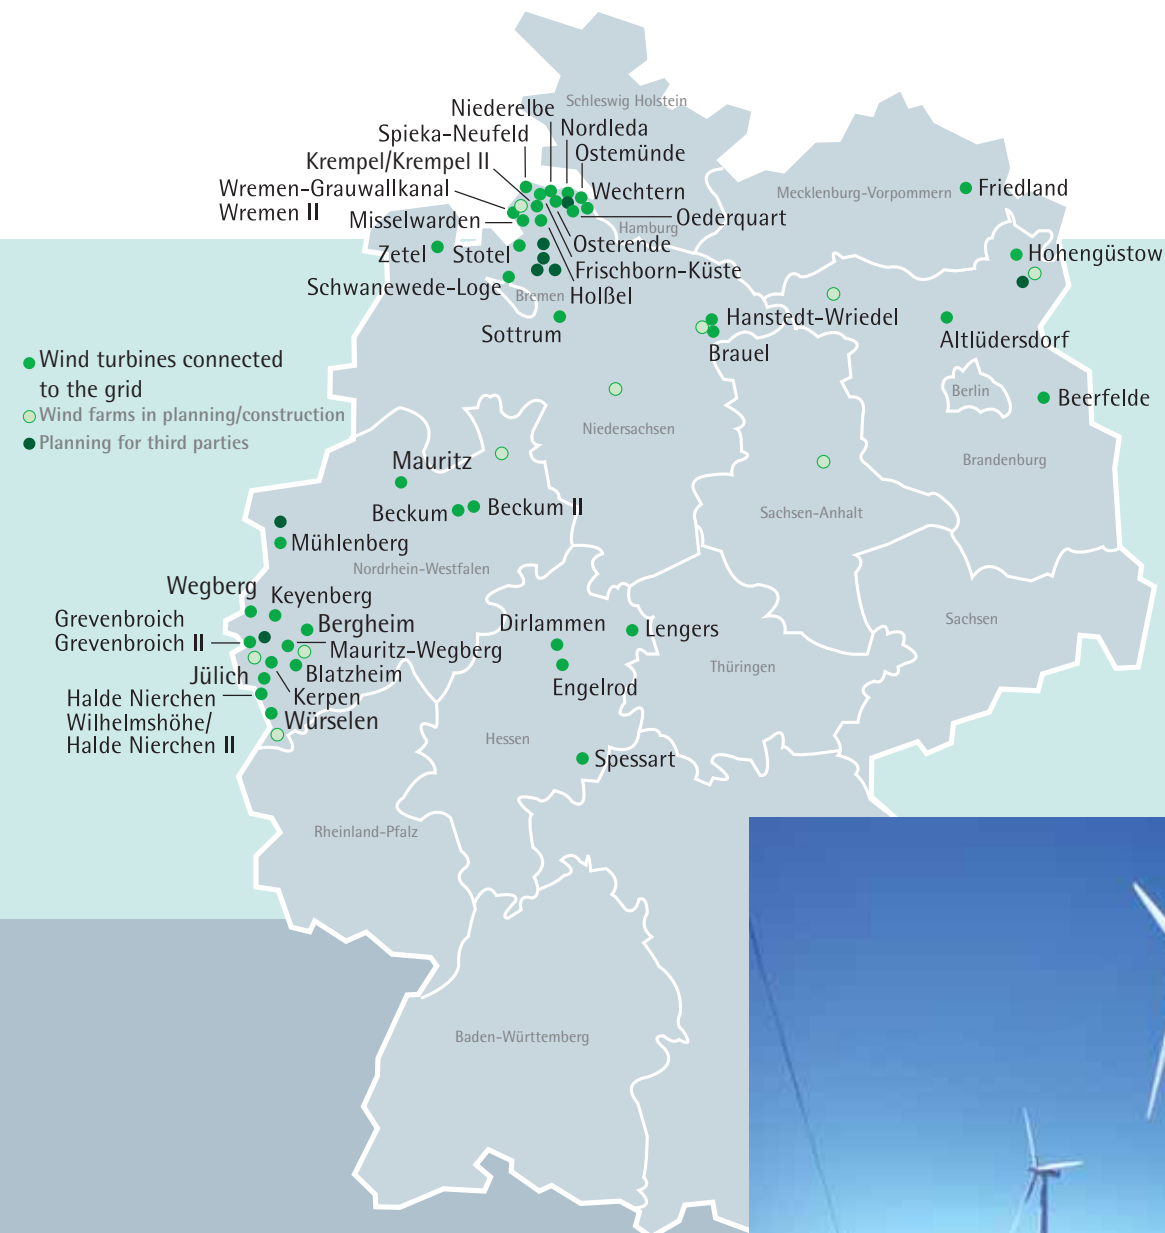 Schleswig Holstein
Niederelbe
Nordleda
Spieka-Neufeld
Ostemünde
Krempel/Krempel II
Wremen-Grauwallkanal
Wechtern
Mecklenburg-Vorpommern
Friedland
Wremen II
Misselwarden
Oederquart
Hamburg
Zetel
Stotel
Osterende
Hohengüstow
Frischborn-Küste
Schwanewede-Loge
Bremen
Holßel
Sottrum
Hanstedt-Wriedel
Brauel
Altlüdersdorf
Wind turbines connected
to the grid
Wind farms in planning/construction
Planning for third parties
Berlin
Beerfelde
Niedersachsen
Brandenburg
Mauritz
Beckum
Beckum II
Sachsen-Anhalt
Mühlenberg
Nordrhein-Westfalen
Wegberg
Keyenberg
Grevenbroich
Grevenbroich II
Bergheim
Mauritz-Wegberg
Dirlammen
Lengers
Sachsen
Thüringen
Jülich
Blatzheim
Kerpen
Engelrod
Halde Nierchen
Wilhelmshöhe/
Halde Nierchen II
Würselen
Hessen
Spessart
Rheinland-Pfalz
Baden-Württemberg